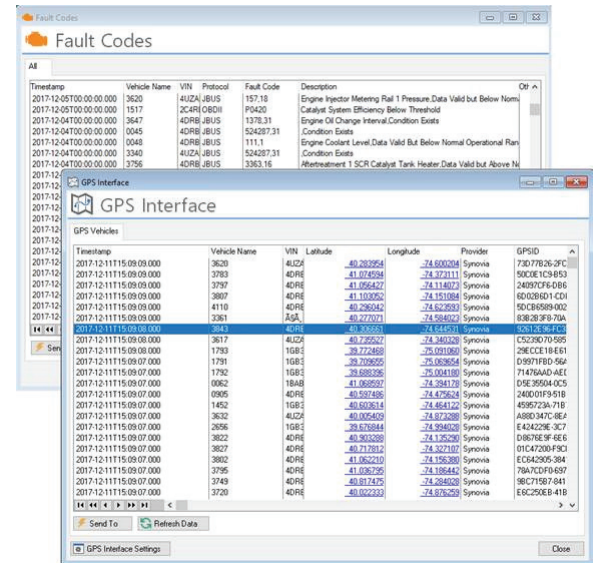 Fault Codes
Fault Codes
All
Timestamp Vehicle Name VIN Protocol Fault Code Description
2017-12-05T00:00:00.000 3620 4UZA JBUS 157,18 Engine Injector Metering Rail 1 Pressure,Data Valid but Below Norm
2017-12-05T00:00:00.000 1517 2C4RI OBDII P0420 Catalyst System Efficiency Below Threshold
2017-12-04T00:00:00.000 3647 4DRB JBUS 1378,31 Engine Oil Change Interval,Condition Exists
2017-12-04T00:00:00.000 0045 4DRB JBUS 524287,31 ,Condition Exists
2017-12-04T00:00:00.000 0048 4DRB JBUS 111,1 Engine Coolant Level,Data Valid But Below Normal Operational Ran
2017-12-04T00:00:00.000 3340 4UZA JBUS 524287,31 ,Condition Exists
2017-12-04T00:00:00.000 3756 4DRB JBUS 3363,16 Aftertreatment 1 SCR Catalyst Tank Heater,Data Valid but Above N
GPS Interface
GPS Interface
GPS Vehicles
Timestamp Vehicle Name VIN Latitude Longitude Provider GPSID
2017-12-11T15:09:09.000 3620 4UZA 40.283954 -74.600204 Synovia 73D77B26-2FC
2017-12-11T15:09:09.000 3783 4DRE 41.074594 -74.373111 Synovia 50C0E1C9-B53
2017-12-11T15:09:09.000 3797 4DRE 41.056427 -74.114073 Synovia 24097CF6-DB6
2017-12-11T15:09:09.000 3807 4DRE 41.103052 -74.151084 Synovia 6D02B6D1-CD
2017-12-11T15:09:09.000 4110 4DRE 40.296042 -74.623593 Synovia 5DCB6589-002
2017-12-11T15:09:09.000 3361 40.277071 -74.584023 Synovia 83B2B3FB-70A
2017-12-11T15:09:08.000 3843 4DRE 40.306661 -74.644531 Synovia 92612E96-FC3
2017-12-11T15:09:08.000 3617 4UZA 40.735527 -74.340328 Synovia C5239D70-585
2017-12-11T15:09:08.000 1793 1GB3 39.772468 -75.091060 Synovia 29ECCE18-E61
2017-12-11T15:09:07.000 1791 1GB3 39.709655 -75.069654 Synovia D9971FBD-56A
2017-12-11T15:09:07.000 1792 1GB3 39.688396 -75.004180 Synovia 71476AAD-AED
2017-12-11T15:09:07.000 0062 1BAB 41.068597 -74.394178 Synovia D5E35504-0C5
2017-12-11T15:09:07.000 0905 4DRE 40.597486 -74.475624 Synovia 240D01F9-51B
2017-12-11T15:09:07.000 1452 1GB3 40.603614 -74.464122 Synovia 4595723A-71B
2017-12-11T15:09:07.000 3632 4UZA 40.005409 -74.873288 Synovia A88D347C-8EA
2017-12-11T15:09:07.000 2656 1GB3 39.676844 -74.994028 Synovia E424229E-3C7
2017-12-11T15:09:07.000 3822 4DRE 40.903288 -74.135290 Synovia D8676E9F-6E6
2017-12-11T15:09:07.000 3827 4DRE 40.717812 -74.327107 Synovia 01C47200-F9C
2017-12-11T15:09:07.000 3802 4DRE 41.062210 -74.156380 Synovia EC642905-384
2017-12-11T15:09:07.000 3795 4DRE 41.036795 -74.186442 Synovia 78A7CDF0-697
2017-12-11T15:09:07.000 3749 4DRE 40.817475 -74.284028 Synovia 9BC715B7-841
2017-12-11T15:09:07.000 3720 4DRE 40.022333 -74.876259 Synovia E6C250EB-41B
Send To Refresh Data
GPS Interface Settings Close